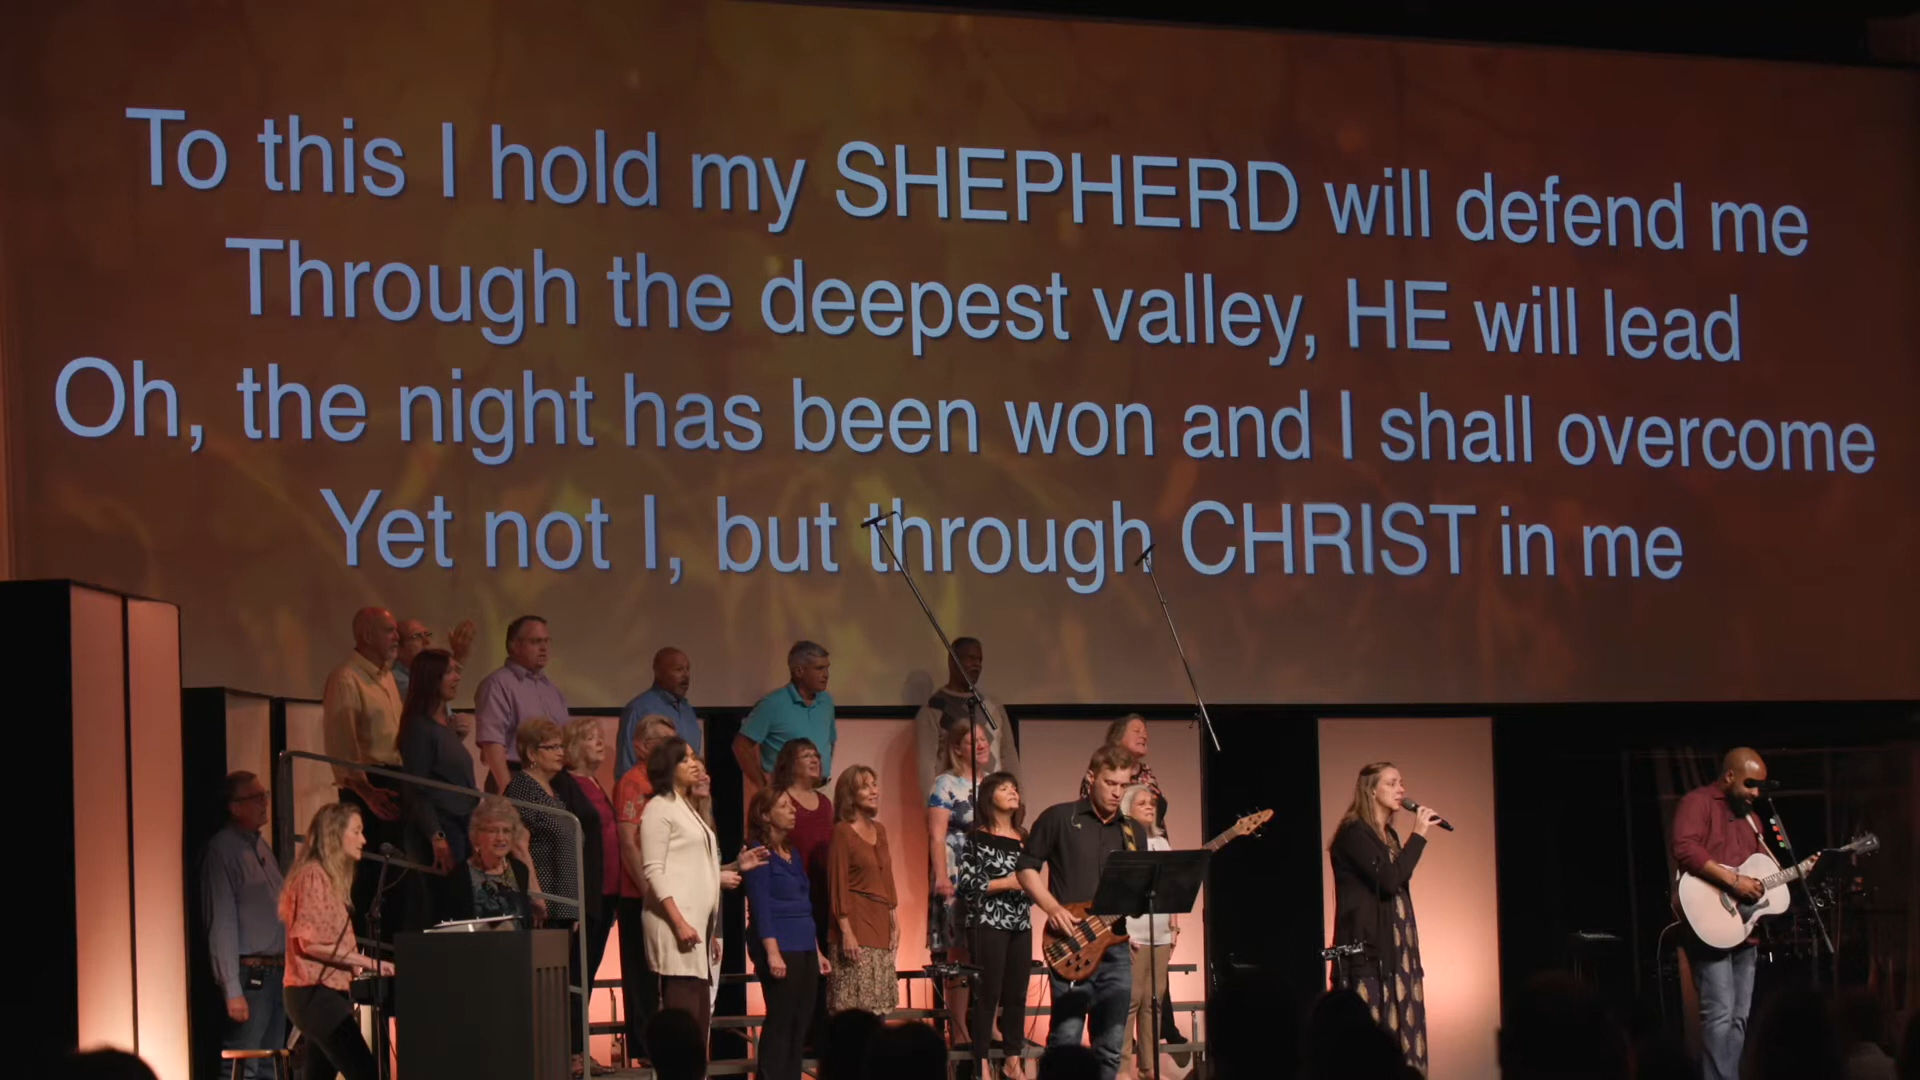 To this I hold my SHEPHERD will defend me
Through the deepest valley, HE will lead
Oh, the night has been won and I shall overcome
Yet not I, but through CHRIST in me